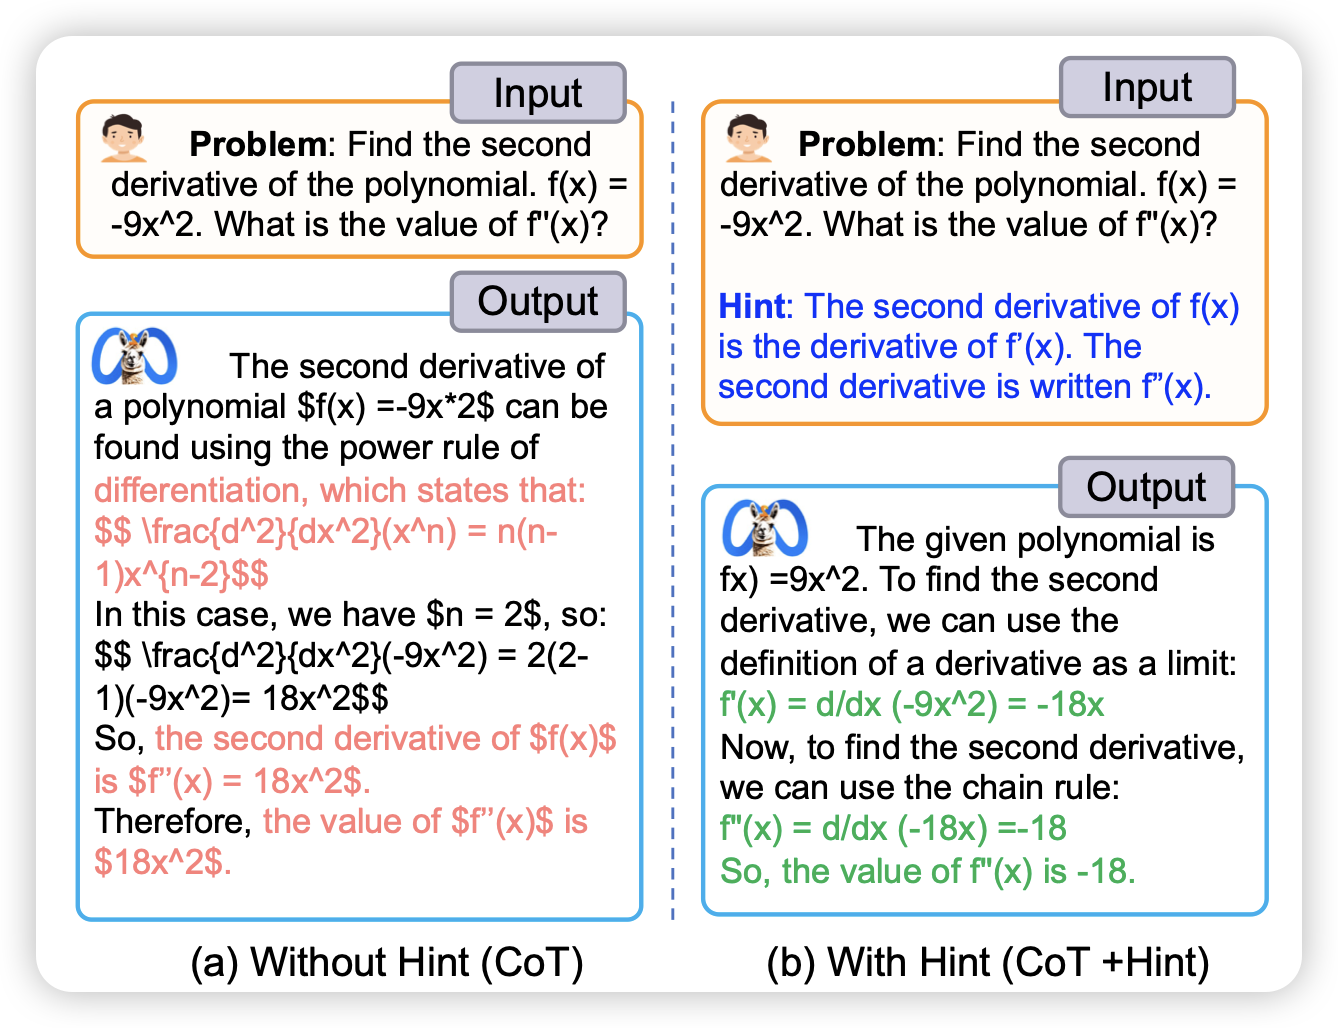 Input
Problem: Find the second
derivative of the polynomial. f(x) =
-9x^2. What is the value of f"(x)?
Output
The second derivative of
a polynomial $f(x) =-9x*2$ can be
found using the power rule of
differentiation, which states that:
$$ \frac{d^2}{dx^2}(x^n) = n(n-
1)x^{n-2}$$
In this case, we have $n = 2$, so:
$$ \frac{d^2}{dx^2}(-9x^2) = 2(2-
1)(-9x^2)= 18x^2$$
So, the second derivative of $f(x)$
is $f”(x) = 18x^2$.
Therefore, the value of $f”(x)$ is
$18x^2$.
(a) Without Hint (CoT)
Input
Problem: Find the second
derivative of the polynomial. f(x) =
-9x^2. What is the value of f"(x)?
Hint: The second derivative of f(x)
is the derivative of f’(x). The
second derivative is written f”(x).
Output
The given polynomial is
fx) =9x^2. To find the second
derivative, we can use the
definition of a derivative as a limit:
f'(x) = d/dx (-9x^2) = -18x
Now, to find the second derivative,
we can use the chain rule:
f"(x) = d/dx (-18x) =-18
So, the value of f"(x) is -18.
(b) With Hint (CoT +Hint)